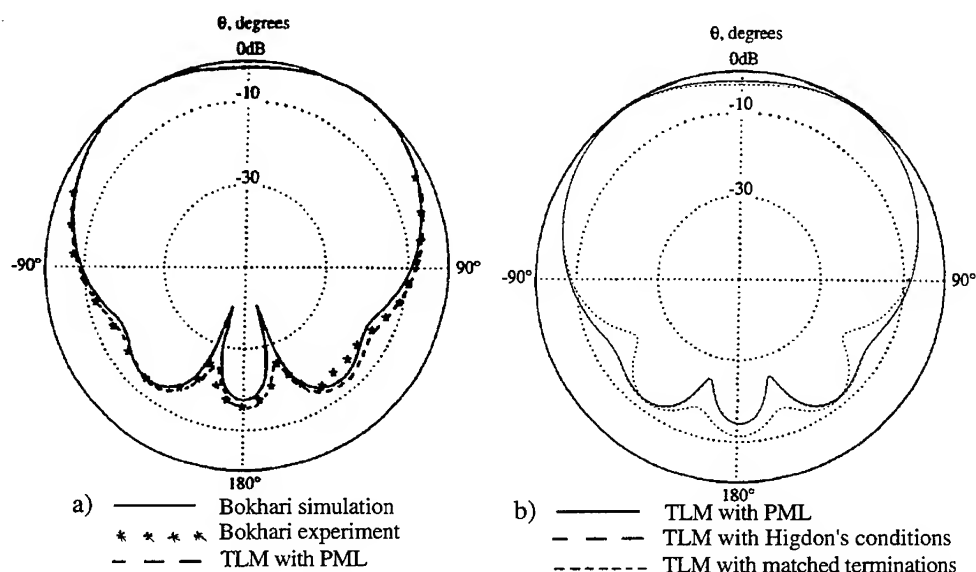 θ, degrees
0dB
-10
-30
-90°
90°
180°
a)
Bokhari simulation
Bokhari experiment
TLM with PML
θ, degrees
0dB
-10
-30
-90°
90°
180°
b)
TLM with PML
TLM with Higdon's conditions
TLM with matched terminations